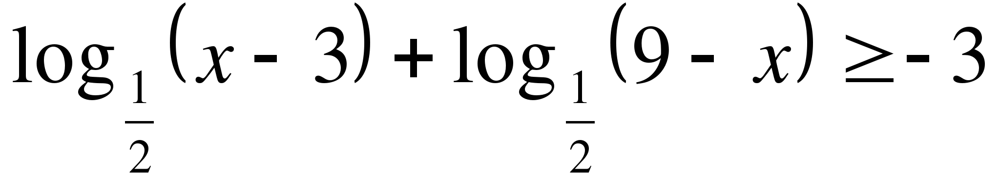 log_{1/2}(x - 3) + log_{1/2}(9 - x) ≥ - 3